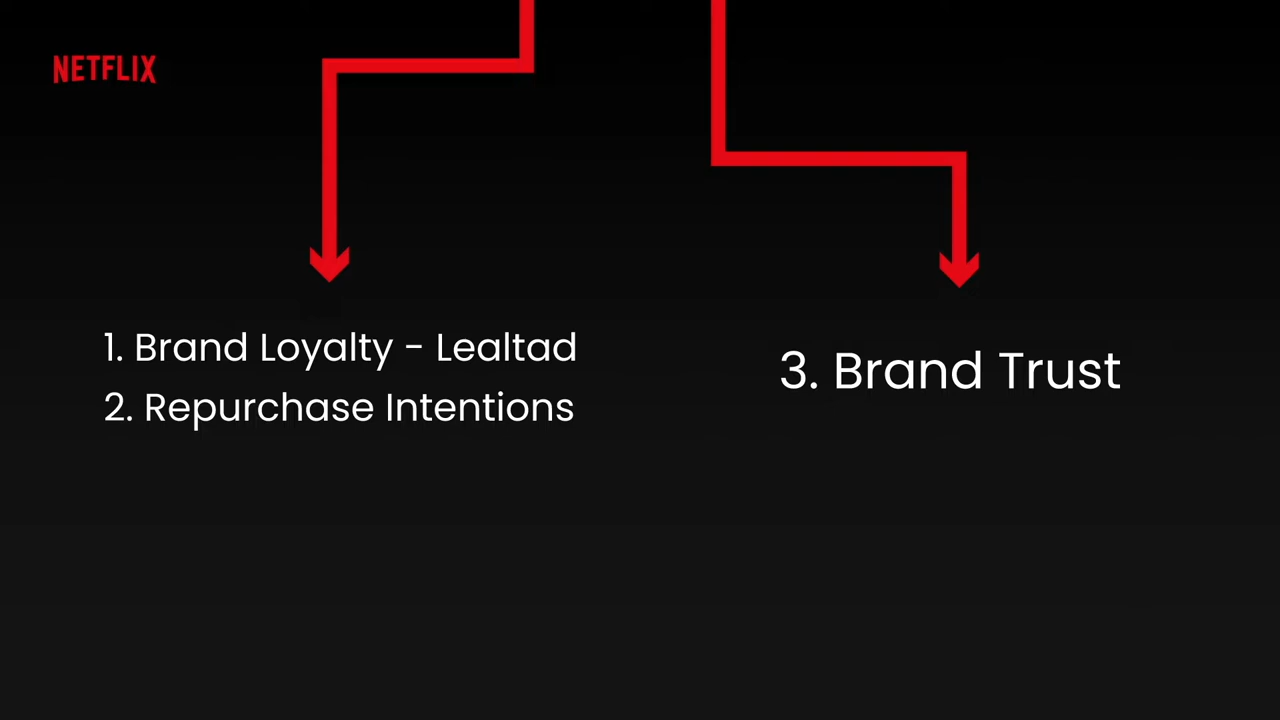 NETFLIX
1. Brand Loyalty - Lealtad
2. Repurchase Intentions
3. Brand Trust